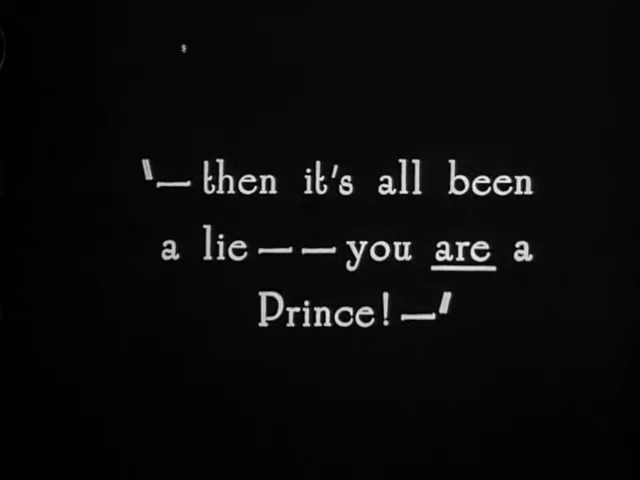 "— then it's all been
a lie — — you are a
Prince! —"